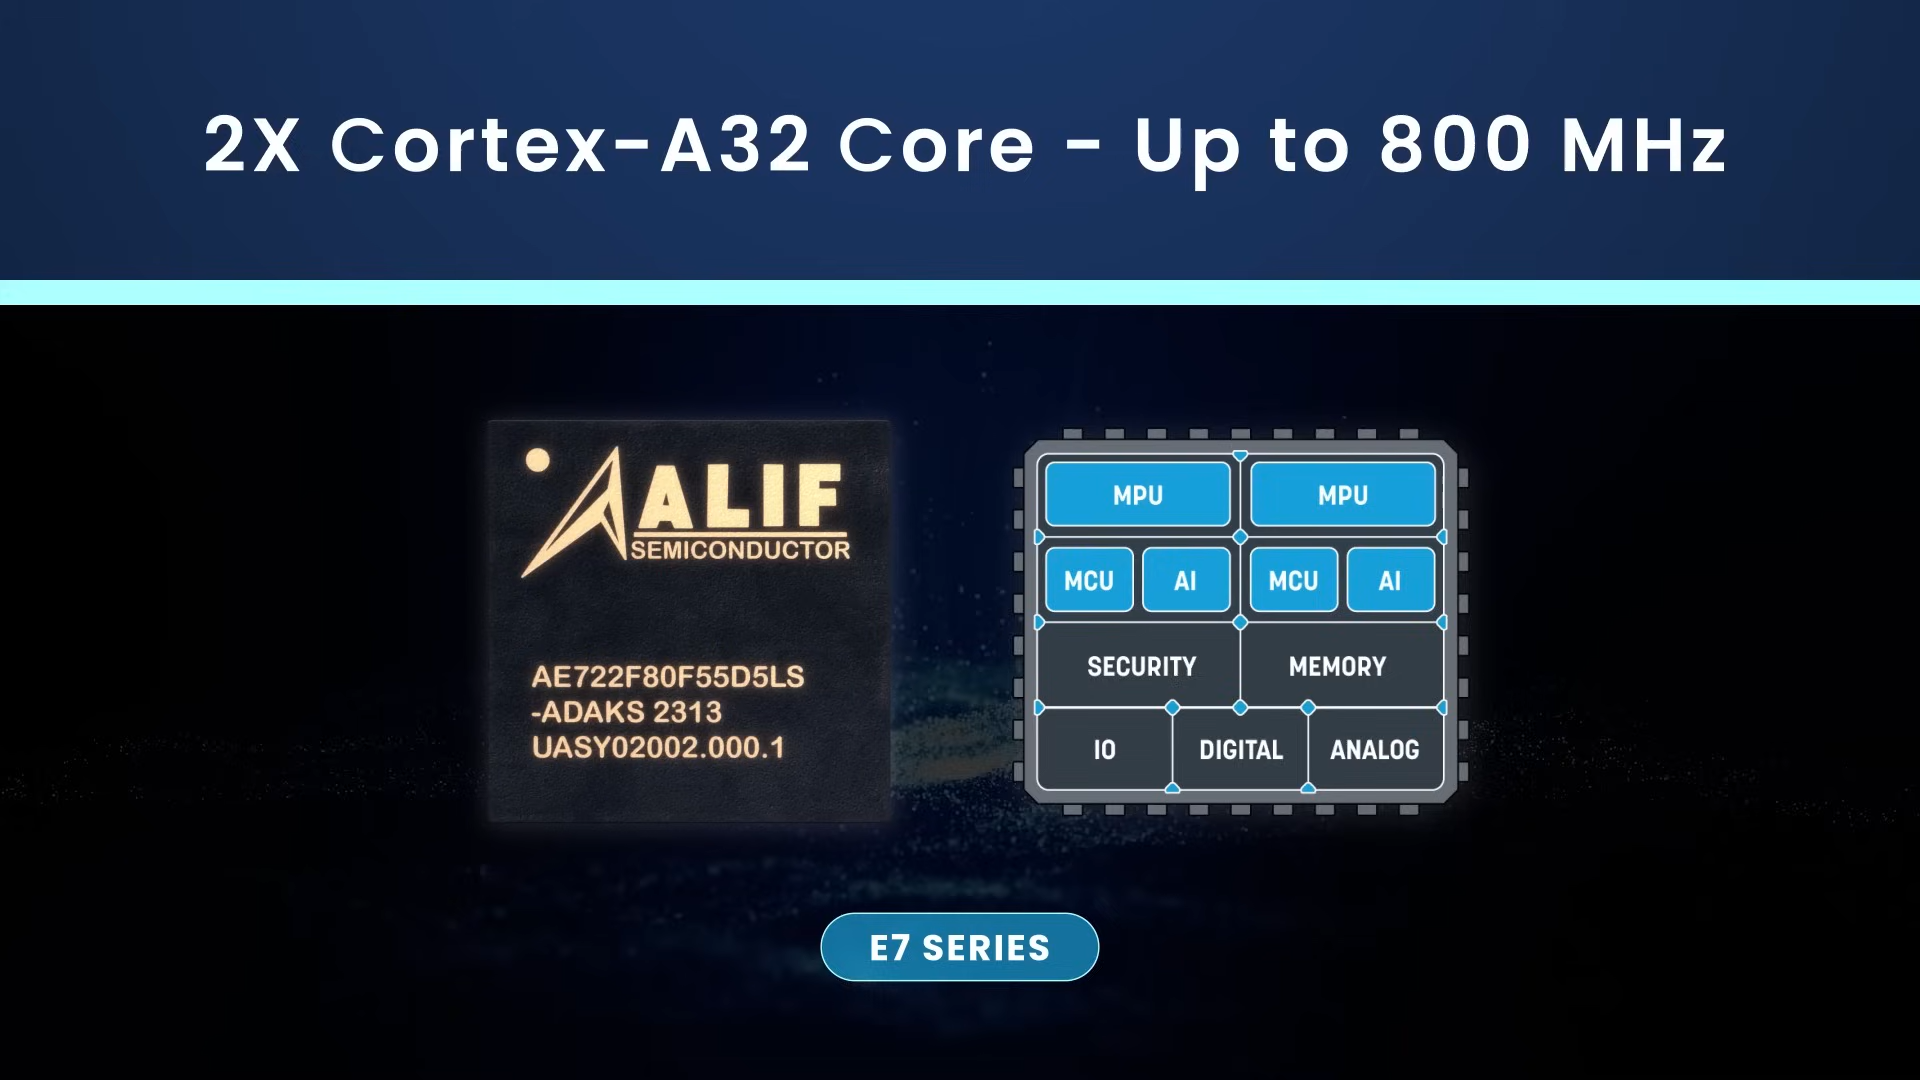 2X Cortex-A32 Core - Up to 800 MHz
ALIF
SEMICONDUCTOR
AE722F80F55D5LS
-ADAKS 2313
UASY02002.000.1
MPU MPU
MCU AI MCU AI
SECURITY MEMORY
IO DIGITAL ANALOG
E7 SERIES